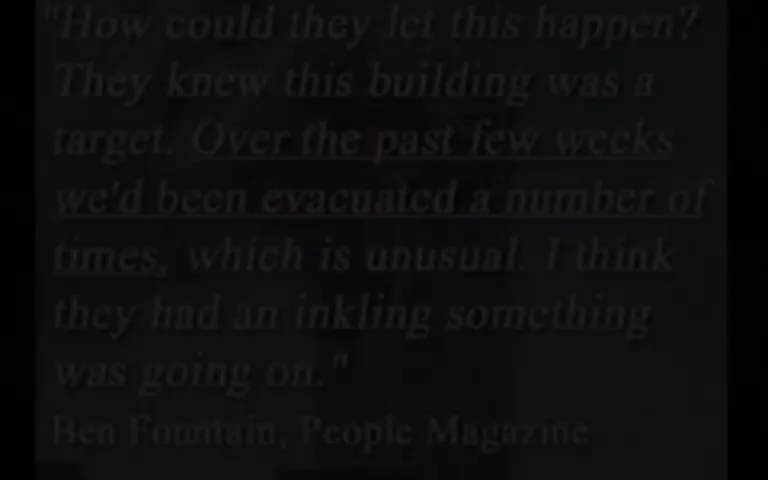 "How could they let this happen?
They knew this building was a
target. Over the past few weeks
we'd been evacuated a number of
times, which is unusual. I think
they had an inkling something
was going on."
Ben Fountain, People Magazine